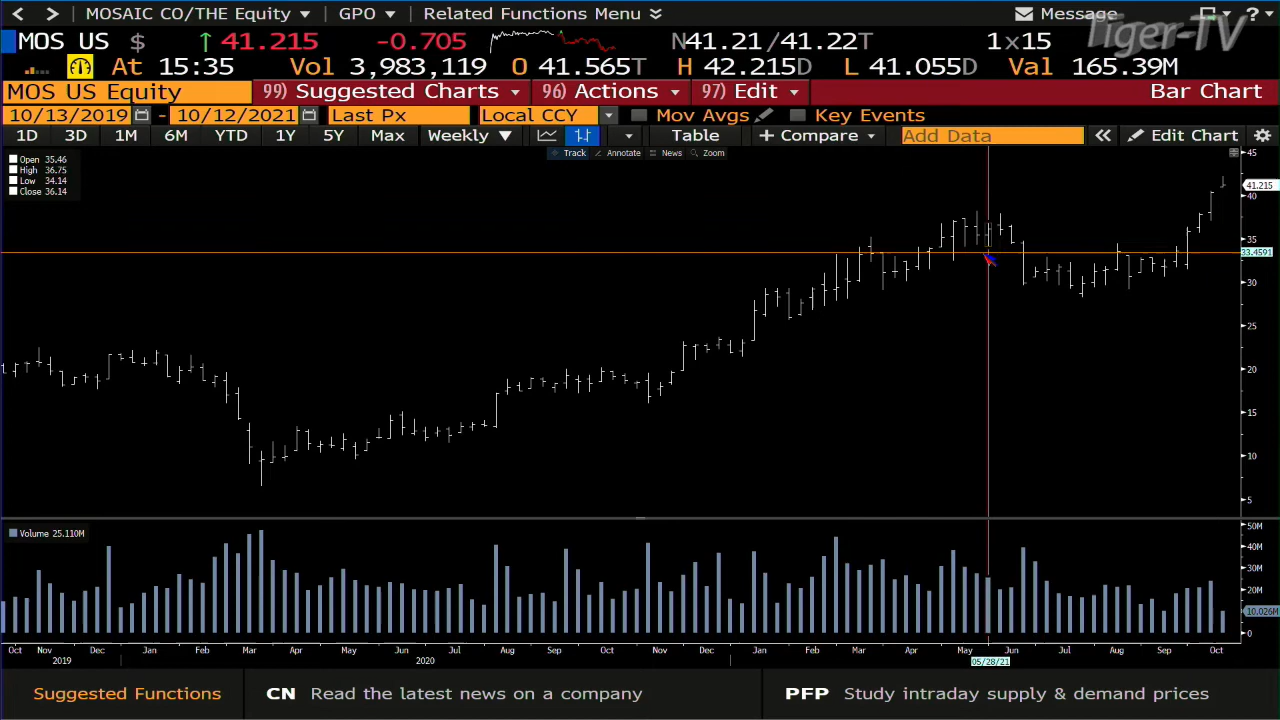 < > MOSAIC CO/THE Equity ▾ GPO ▾ Related Functions Menu Message ?
Tiger-TV
MOS US $ ↑ 41.215 -0.705 N41.21/41.22T 1x15
At 15:35 Vol 3,983,119 O 41.565T H 42.215D L 41.055D Val 165.39M
MOS US Equity 99) Suggested Charts 96) Actions 97) Edit Bar Chart
10/13/2019 - 10/12/2021 Last Px Local CCY Mov Avgs Key Events
1D 3D 1M 6M YTD 1Y 5Y Max Weekly ▼ Table + Compare Add Data « Edit Chart
Track Annotate News Zoom
Open 35.46
High 36.75
Low 34.14
Close 36.14
45
41.215
40
35
33.4591
30
25
20
15
10
5
Volume 25.110M
50M
40M
30M
20M
10.026M
0
Oct Nov Dec Jan Feb Mar Apr May Jun Jul Aug Sep Oct Nov Dec Jan Feb Mar Apr May Jun Jul Aug Sep Oct
2019 2020 05/28/21
Suggested Functions CN Read the latest news on a company PFP Study intraday supply & demand prices